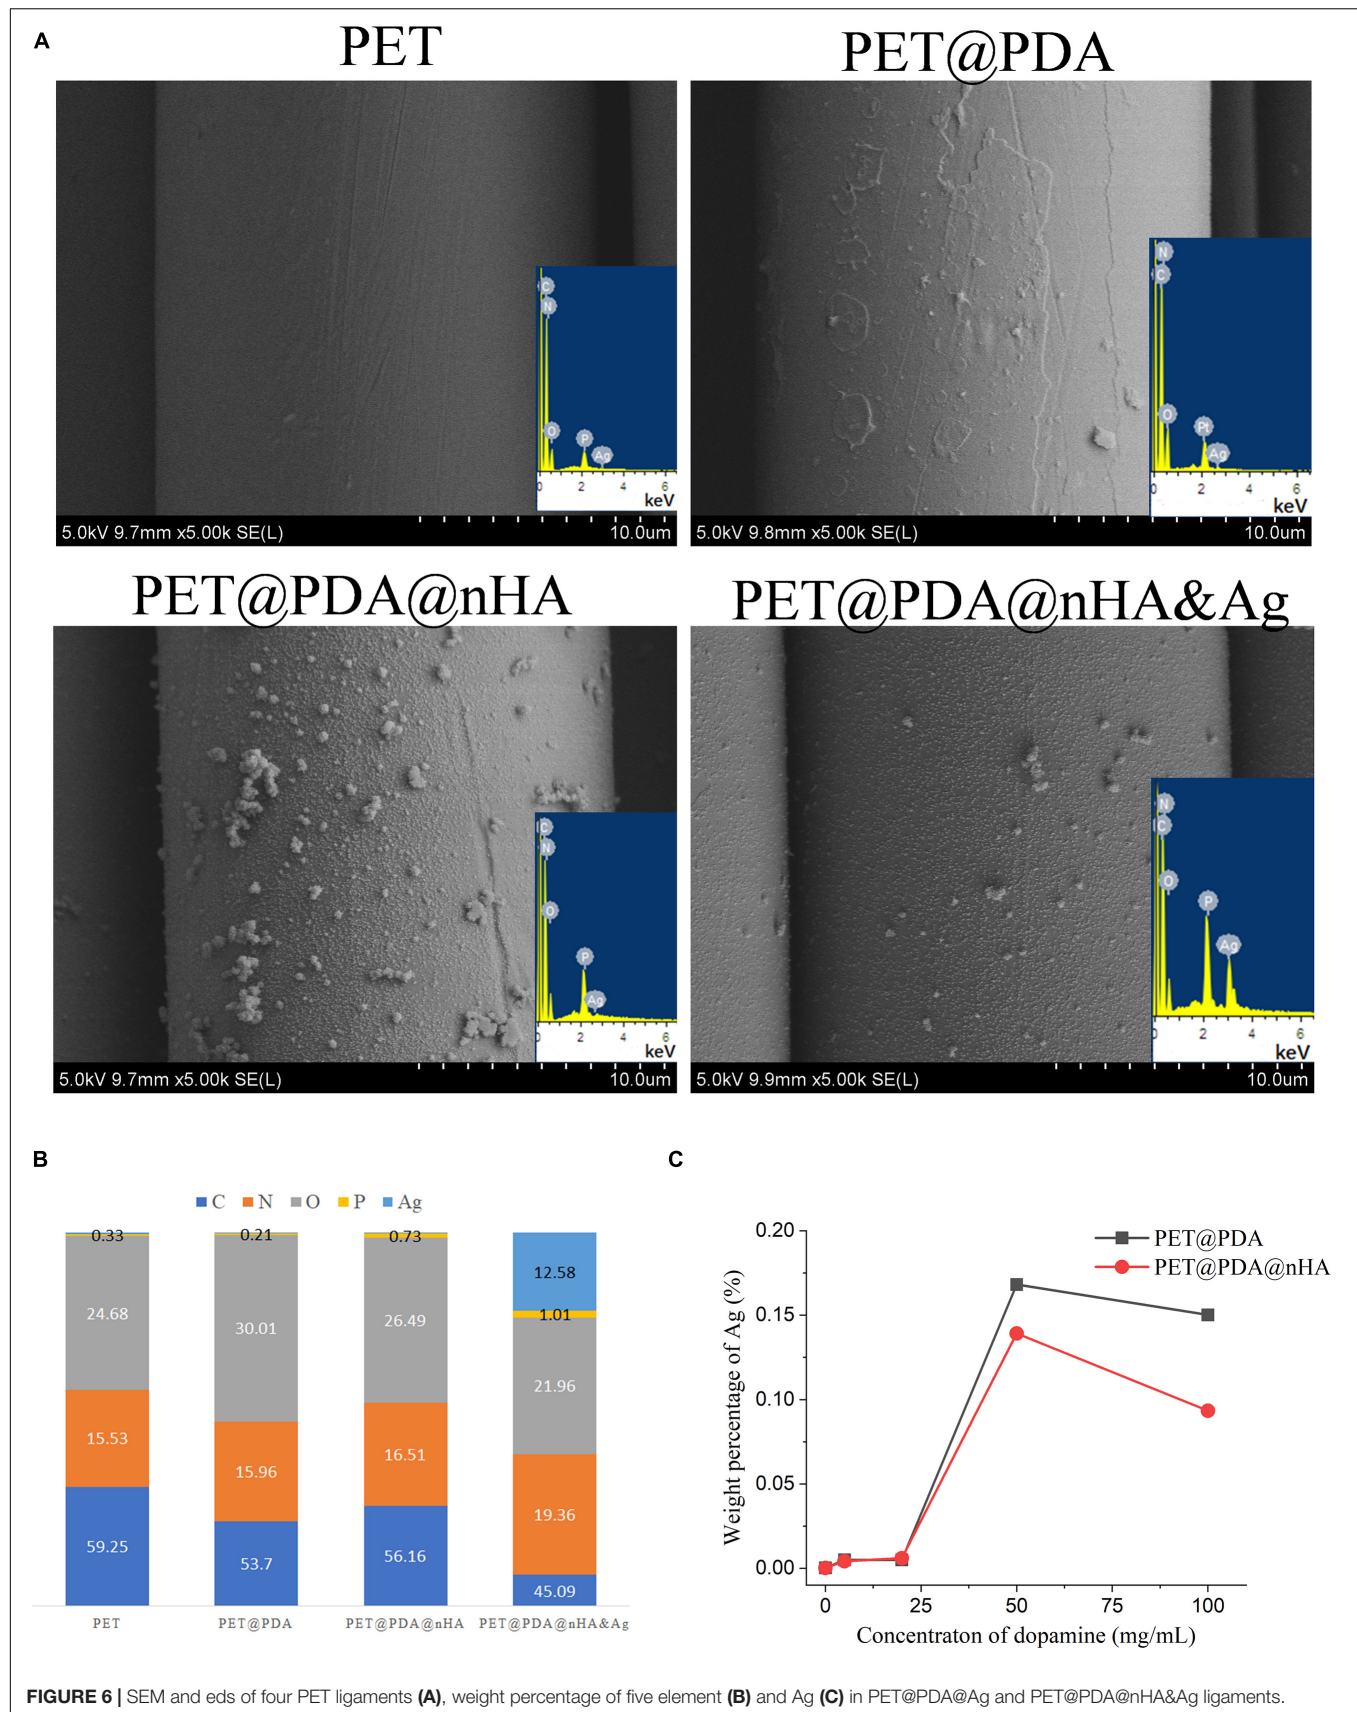 A
PET
PET@PDA
C
N
O
P
Ag
0 2 4 6
keV
5.0kV 9.7mm x5.00k SE(L) 10.0um
N
C
O
Pt
Ag
0 2 4 6
keV
5.0kV 9.8mm x5.00k SE(L) 10.0um
PET@PDA@nHA
PET@PDA@nHA&Ag
C
N
O
P
Ag
0 2 4 6
keV
5.0kV 9.7mm x5.00k SE(L) 10.0um
N
C
O
P
Ag
0 2 4 6
keV
5.0kV 9.9mm x5.00k SE(L) 10.0um
B
C N O P Ag
0.33
24.68
15.53
59.25
0.21
30.01
15.96
53.7
0.73
26.49
16.51
56.16
12.58
1.01
21.96
19.36
45.09
PET PET@PDA PET@PDA@nHA PET@PDA@nHA&Ag
C
PET@PDA
PET@PDA@nHA
Weight percentage of Ag (%)
0.20
0.15
0.10
0.05
0.00
0 25 50 75 100
Concentraton of dopamine (mg/mL)
FIGURE 6 | SEM and eds of four PET ligaments (A), weight percentage of five element (B) and Ag (C) in PET@PDA@Ag and PET@PDA@nHA&Ag ligaments.